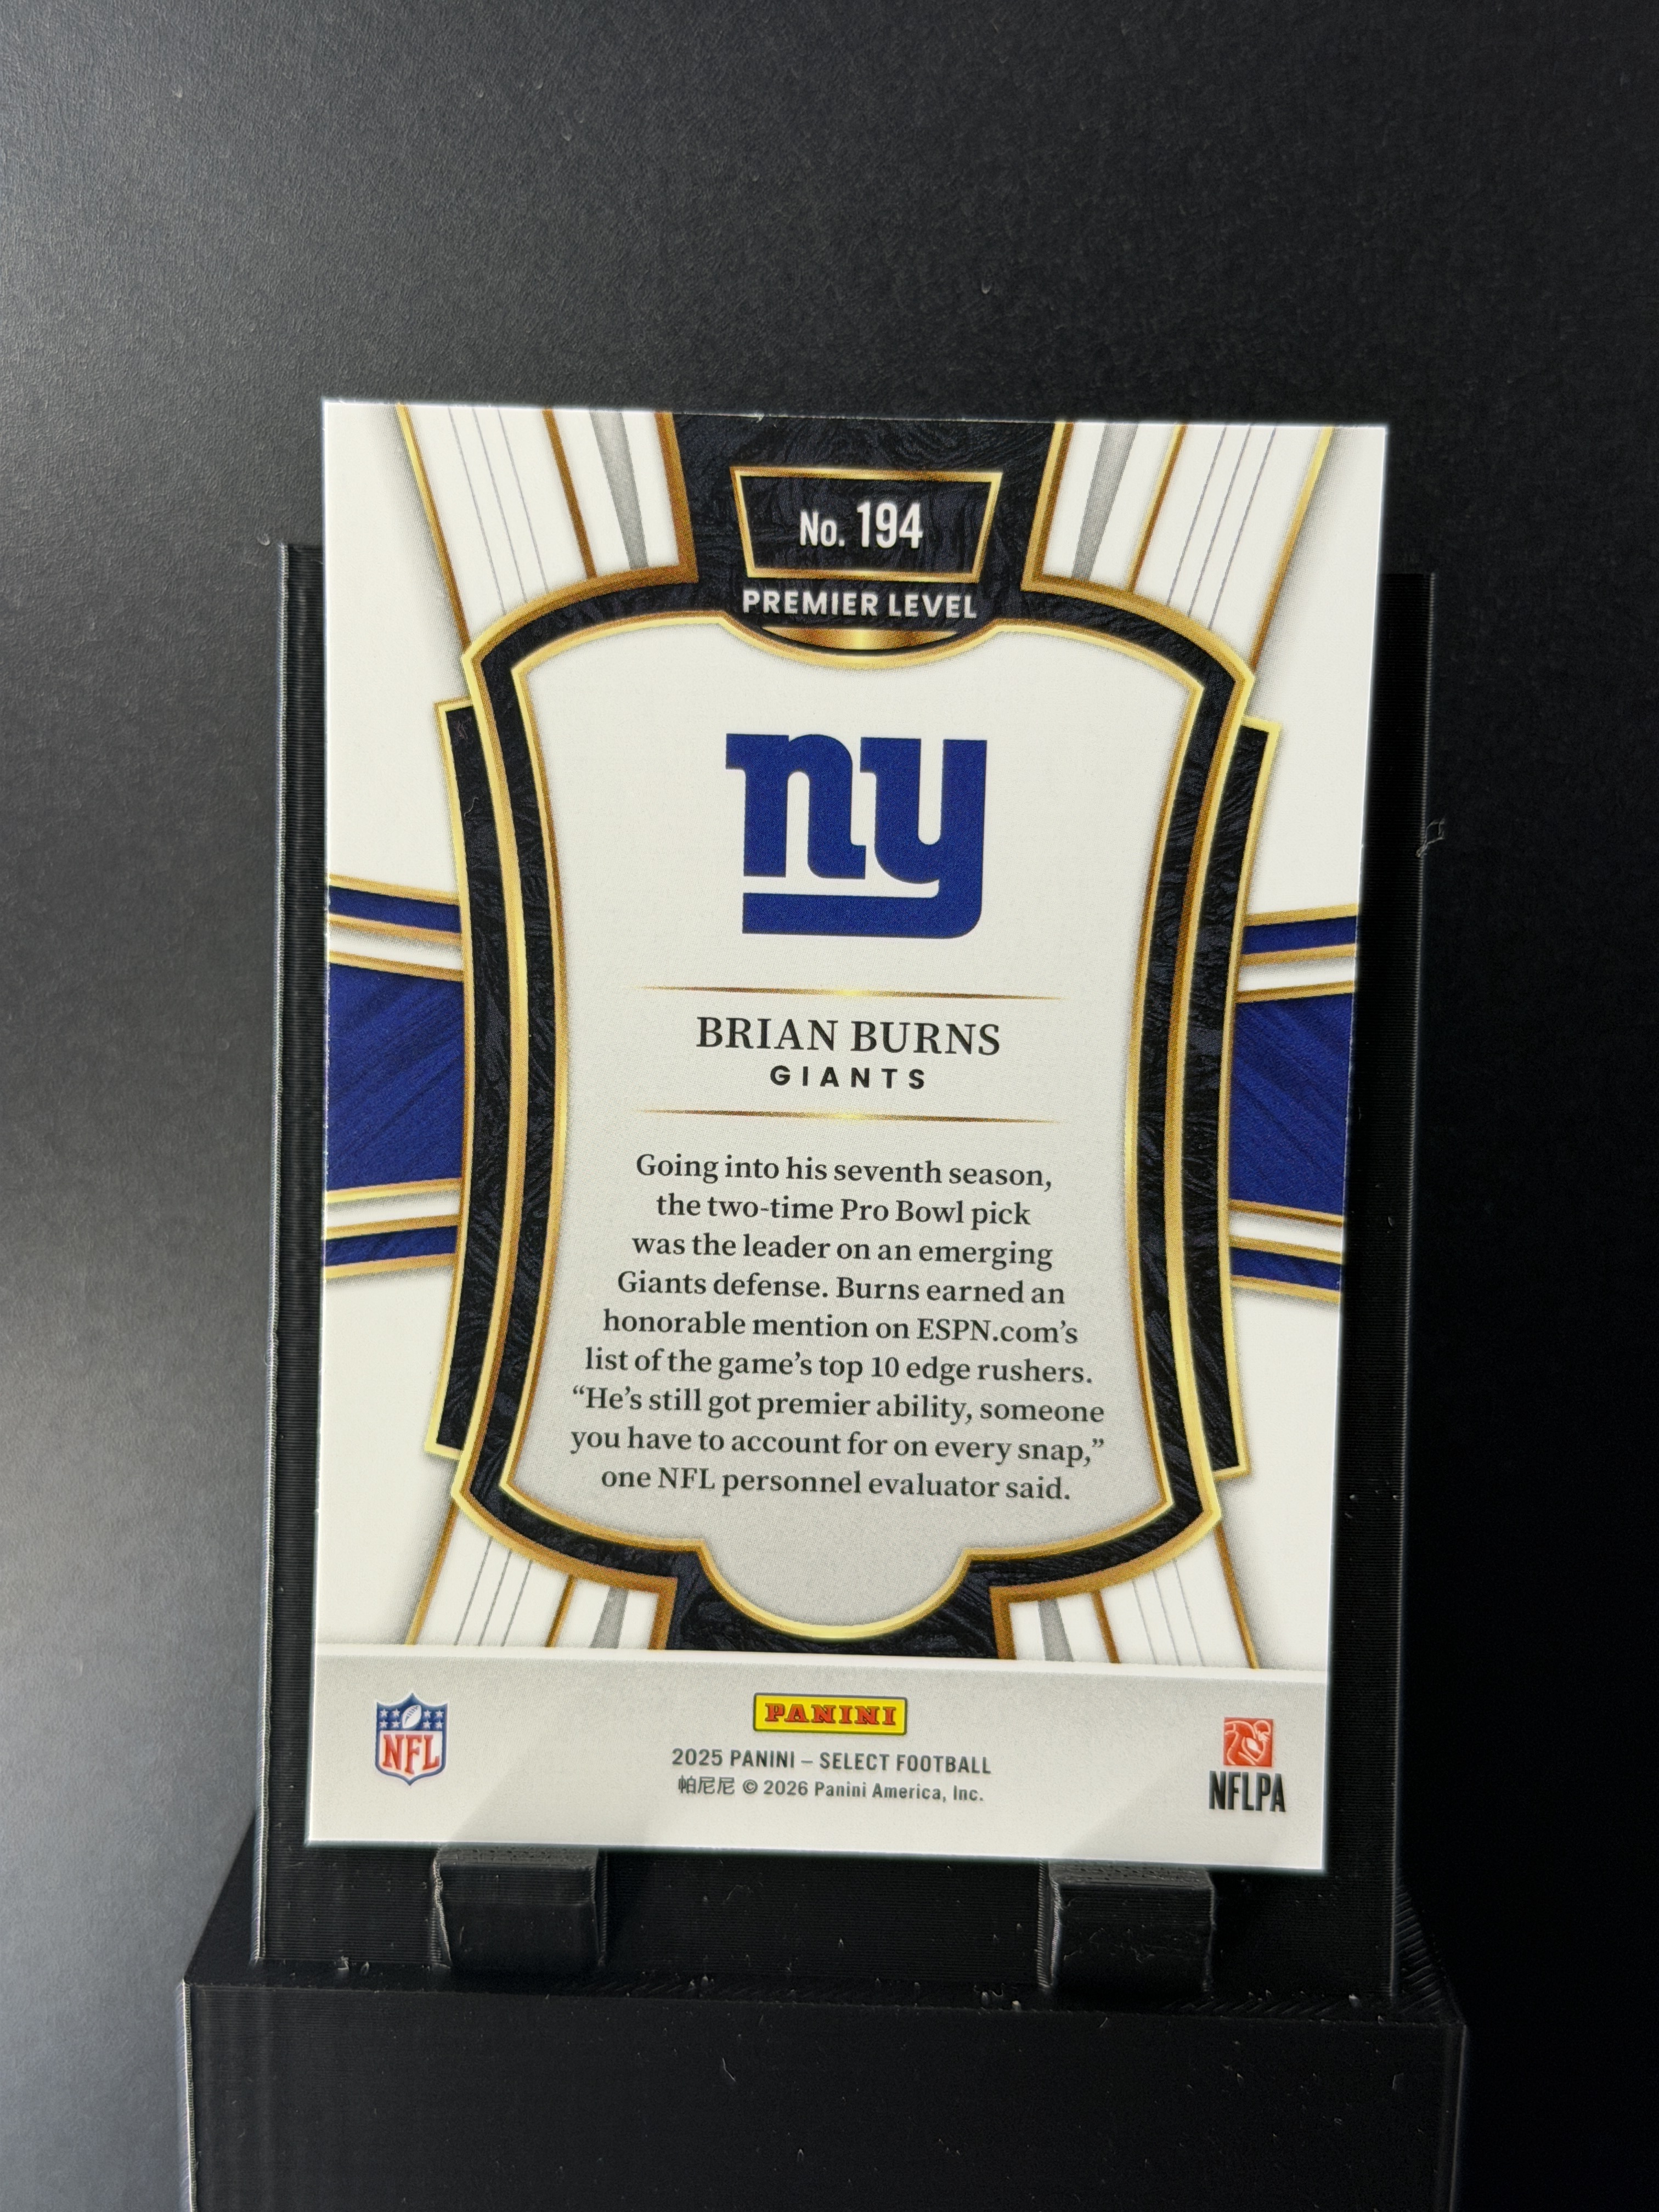 No. 194
PREMIER LEVEL
ny
BRIAN BURNS
GIANTS
Going into his seventh season,
the two-time Pro Bowl pick
was the leader on an emerging
Giants defense. Burns earned an
honorable mention on ESPN.com’s
list of the game’s top 10 edge rushers.
“He’s still got premier ability, someone
you have to account for on every snap,”
one NFL personnel evaluator said.
NFL
PANINI
2025 PANINI – SELECT FOOTBALL
帕尼尼 © 2026 Panini America, Inc.
NFLPA